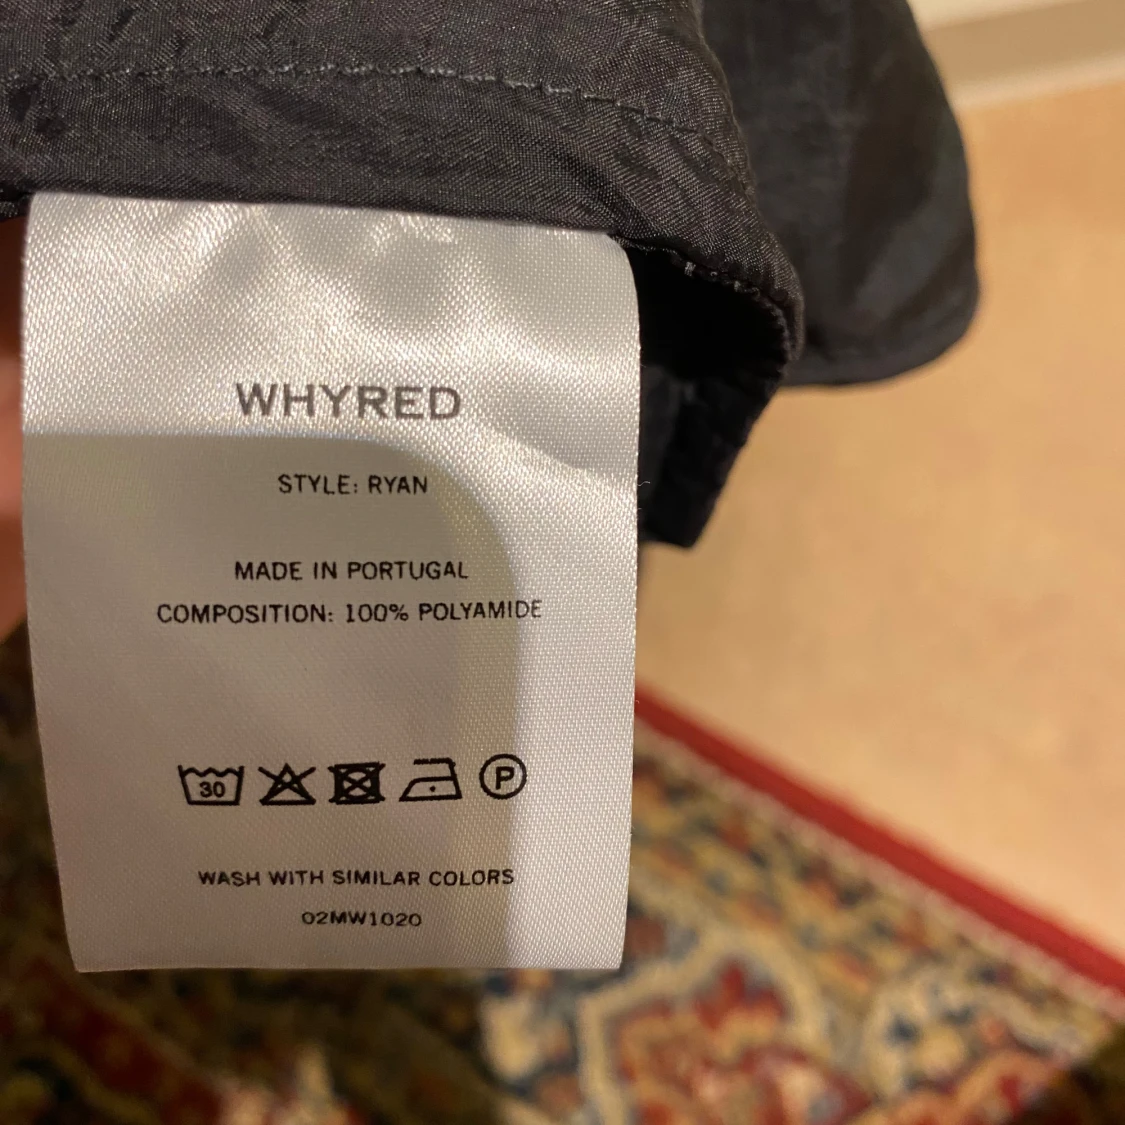 WHYRED
STYLE: RYAN
MADE IN PORTUGAL
COMPOSITION: 100% POLYAMIDE
30 P
WASH WITH SIMILAR COLORS
02MW1020